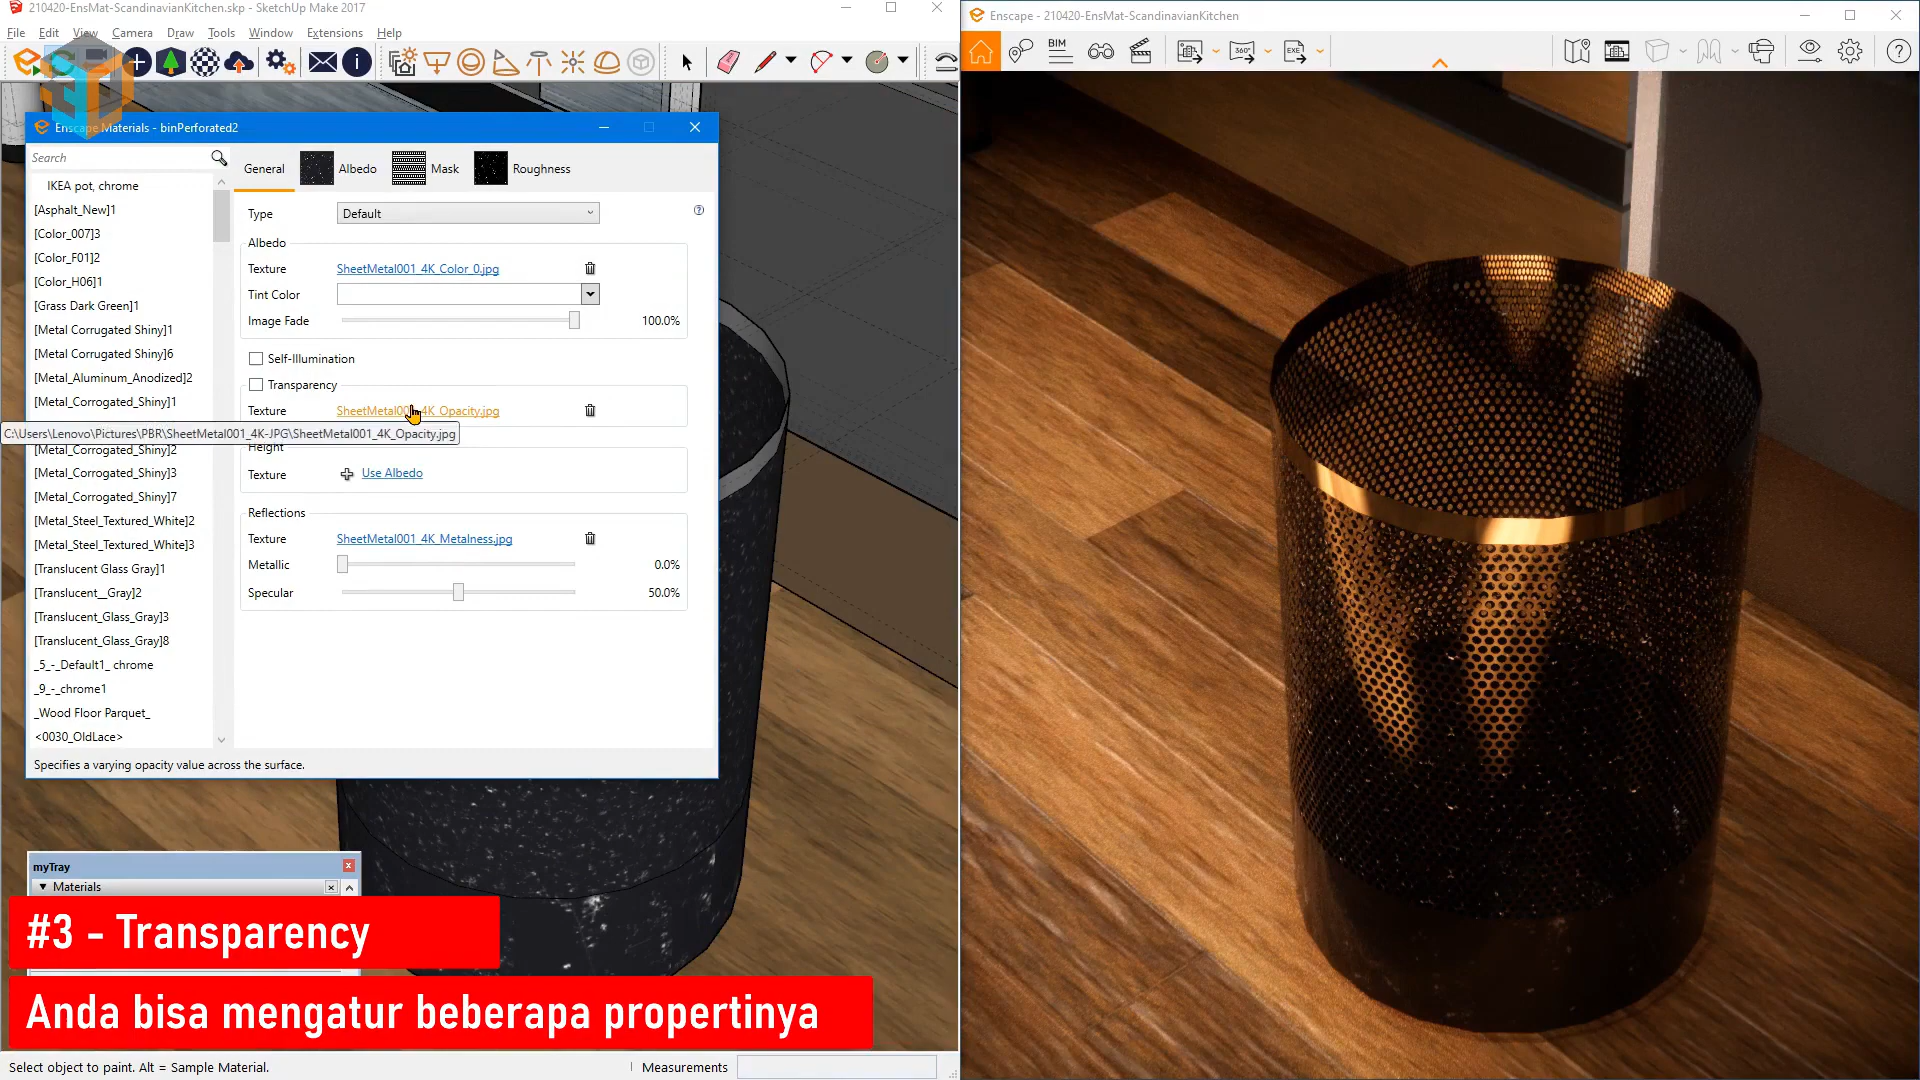 210420-EnsMat-ScandinavianKitchen.skp - SketchUp Make 2017
File Edit View Camera Draw Tools Window Extensions Help
Enscape Materials - binPerforated2
Search
IKEA pot, chrome
[Asphalt_New]1
[Color_007]3
[Color_F01]2
[Color_H06]1
[Grass Dark Green]1
[Metal Corrugated Shiny]1
[Metal Corrugated Shiny]6
[Metal_Aluminum_Anodized]2
[Metal_Corrogated_Shiny]1
[Metal_Corrogated_Shiny]2
[Metal_Corrogated_Shiny]3
[Metal_Corrogated_Shiny]7
[Metal_Steel_Textured_White]2
[Metal_Steel_Textured_White]3
[Translucent Glass Gray]1
[Translucent__Gray]2
[Translucent_Glass_Gray]3
[Translucent_Glass_Gray]8
_5_-_Default1_ chrome
_9_-_chrome1
_Wood Floor Parquet_
<0030_OldLace>
General Albedo Mask Roughness
Type Default
Albedo
Texture SheetMetal001_4K_Color_0.jpg
Tint Color
Image Fade 100.0%
Self-Illumination
Transparency
Texture SheetMetal001_4K_Opacity.jpg
C:\Users\Lenovo\Pictures\PBR\SheetMetal001_4K-JPG\SheetMetal001_4K_Opacity.jpg
Height
Texture Use Albedo
Reflections
Texture SheetMetal001_4K_Metalness.jpg
Metallic 0.0%
Specular 50.0%
Specifies a varying opacity value across the surface.
myTray
Materials
#3 - Transparency
Anda bisa mengatur beberapa propertinya
Select object to paint. Alt = Sample Material.
Measurements
Enscape - 210420-EnsMat-ScandinavianKitchen
BIM
360°
EXE